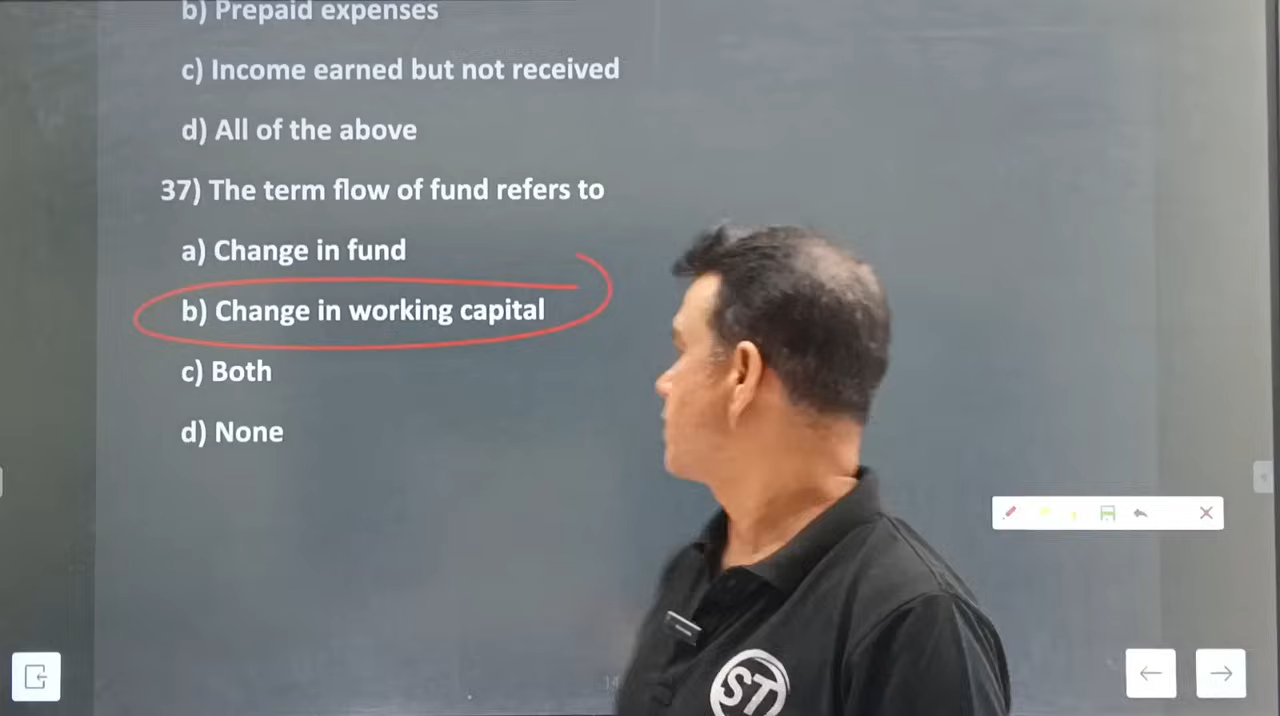 b) Prepaid expenses
c) Income earned but not received
d) All of the above
37) The term flow of fund refers to
a) Change in fund
b) Change in working capital
c) Both
d) None
ST